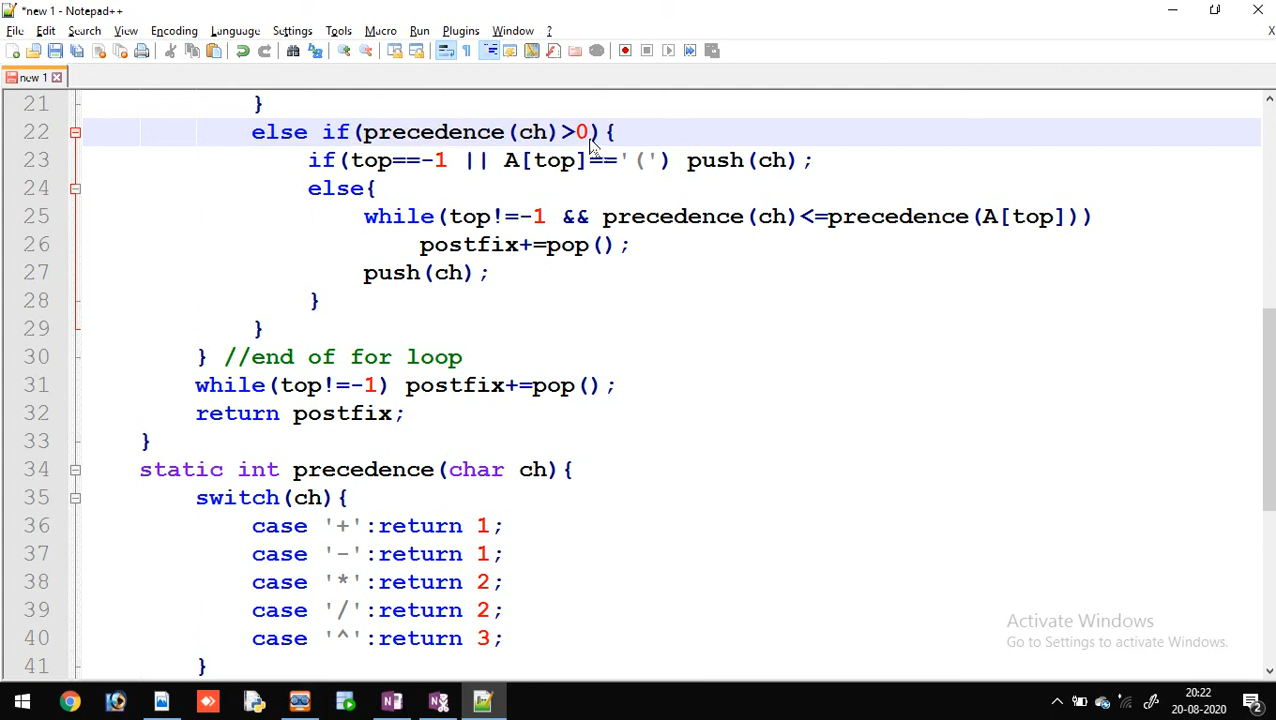 *new 1 - Notepad++
File Edit Search View Encoding Language Settings Tools Macro Run Plugins Window ?
X
new 1
21 }
22 else if(precedence(ch)>0){
23 if(top==-1 || A[top]=='(') push(ch);
24 else{
25 while(top!=-1 && precedence(ch)<=precedence(A[top]))
26 postfix+=pop();
27 push(ch);
28 }
29 }
30 } //end of for loop
31 while(top!=-1) postfix+=pop();
32 return postfix;
33 }
34 static int precedence(char ch){
35 switch(ch){
36 case '+':return 1;
37 case '-':return 1;
38 case '*':return 2;
39 case '/':return 2;
40 case '^':return 3;
41 }
Activate Windows
Go to Settings to activate Windows.
20:22
20-08-2020
2